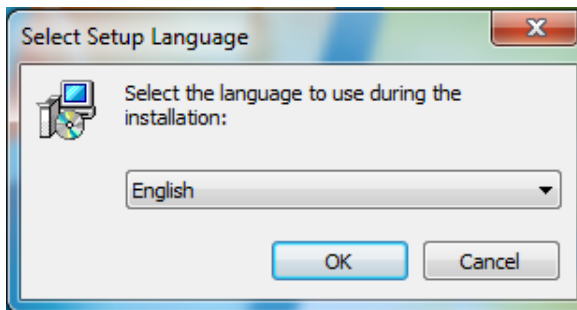 Select Setup Language
Select the language to use during the
installation:
English
OK
Cancel